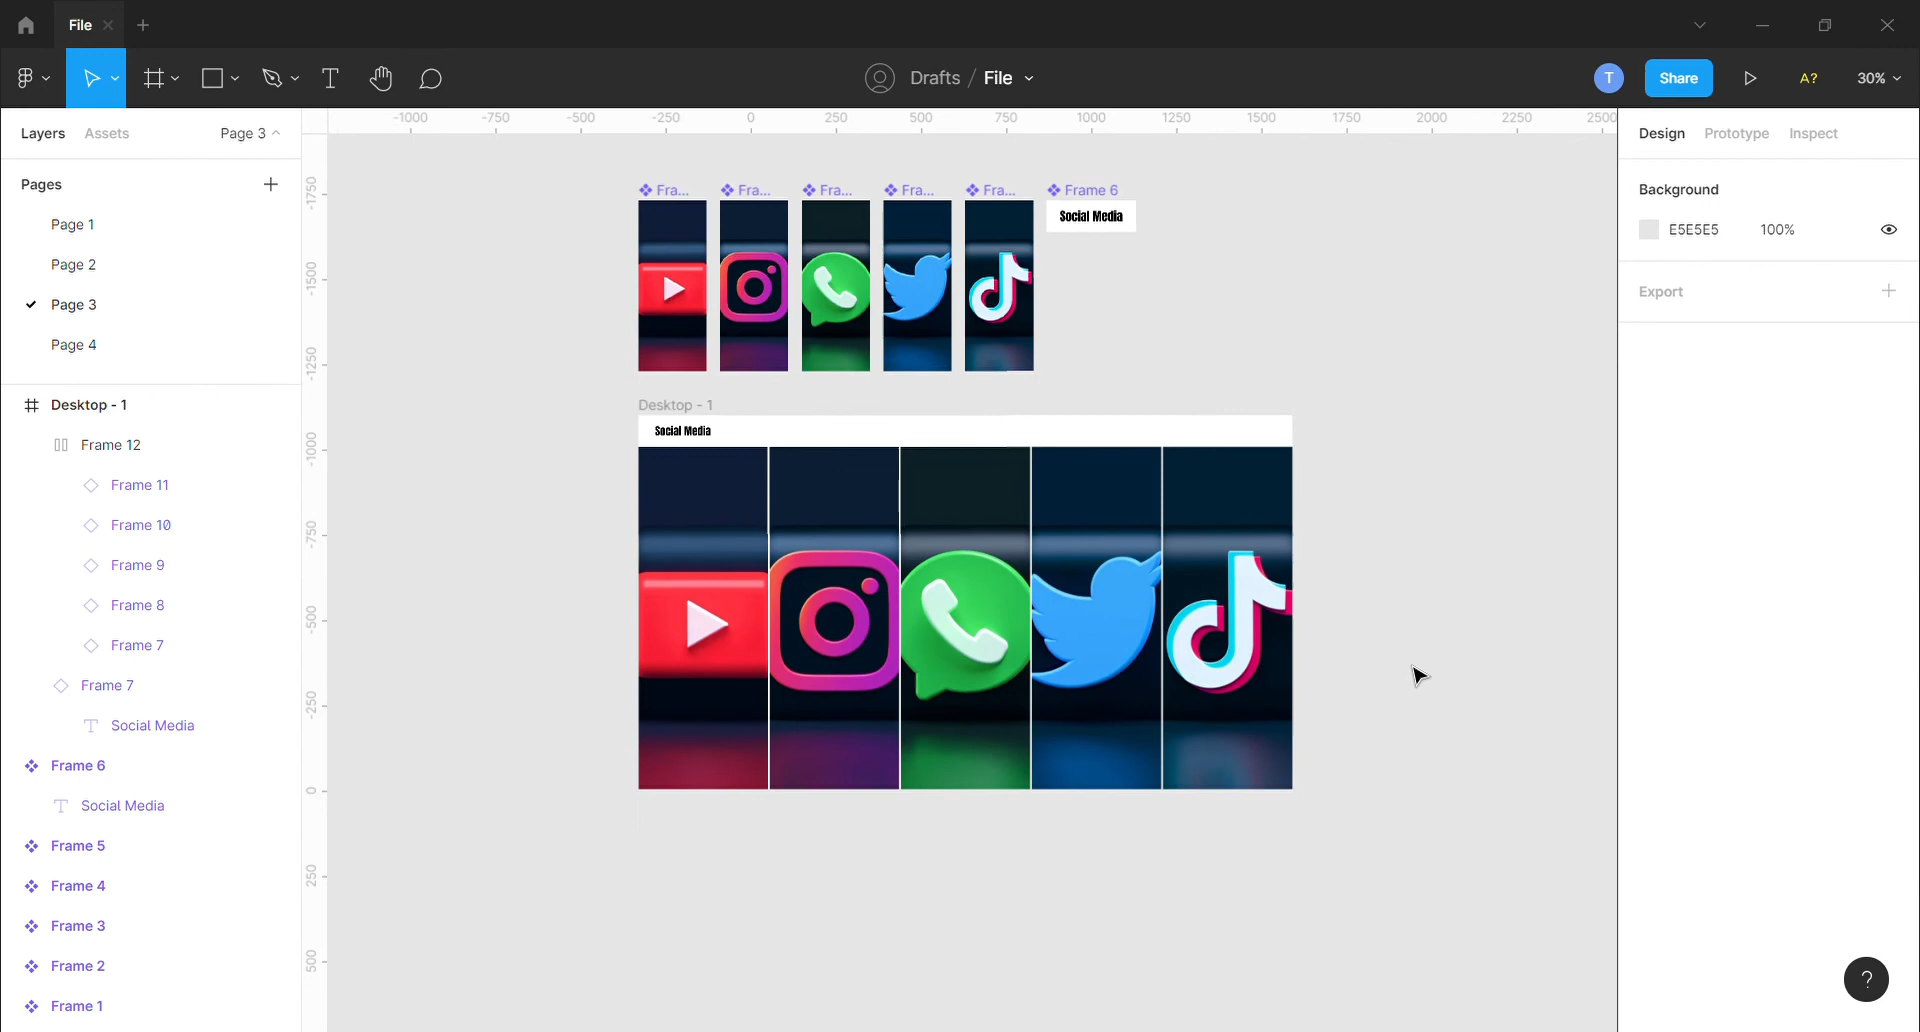 File
Drafts / File
T
Share
A?
30%
Layers
Assets
Page 3
Pages
Page 1
Page 2
Page 3
Page 4
Desktop - 1
Frame 12
Frame 11
Frame 10
Frame 9
Frame 8
Frame 7
Frame 7
Social Media
Frame 6
Social Media
Frame 5
Frame 4
Frame 3
Frame 2
Frame 1
-1000 -750 -500 -250 0 250 500 750 1000 1250 1500 1750 2000 2250 2500
-1750
-1500
-1250
-1000
-750
-500
-250
0
250
500
Fra...
Fra...
Fra...
Fra...
Fra...
Frame 6
Social Media
Desktop - 1
Social Media
Design
Prototype
Inspect
Background
E5E5E5
100%
Export
?